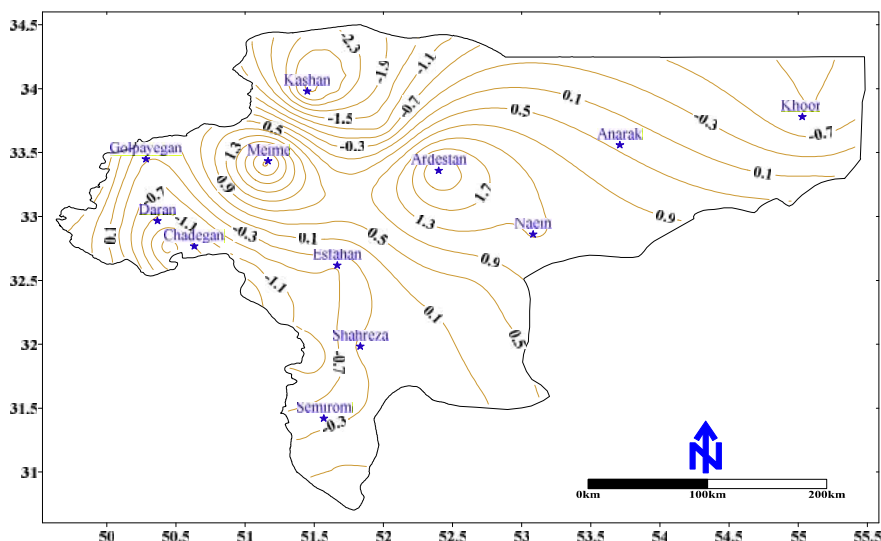 34.5
-2.3
-1.1
34
Kashan
-1.9
-0.7
0.1
Khoor
-1.5
0.5
-0.3
-0.7
33.5
0.5
-0.3
Anarak
Golpayegan
1.3
Meime
Ardestan
0.1
-0.7
0.9
1.7
0.9
33
Daran
-1.1
1.3
Naein
0.1
Chadegan
-0.3
0.1
0.5
Esfahan
0.9
32.5
-1.1
0.1
32
Shahreza
0.5
-0.7
31.5
Semirom
-0.3
31
N
0km 100km 200km
50 50.5 51 51.5 52 52.5 53 53.5 54 54.5 55 55.5